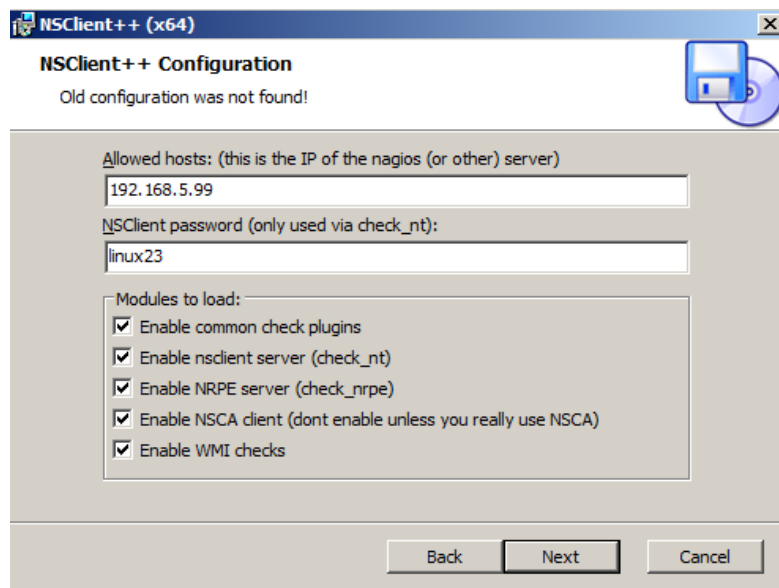 NSClient++ (x64)
NSClient++ Configuration
Old configuration was not found!
Allowed hosts: (this is the IP of the nagios (or other) server)
192.168.5.99
NSClient password (only used via check_nt):
linux23
Modules to load:
Enable common check plugins
Enable nsclient server (check_nt)
Enable NRPE server (check_nrpe)
Enable NSCA client (dont enable unless you really use NSCA)
Enable WMI checks
Back Next Cancel